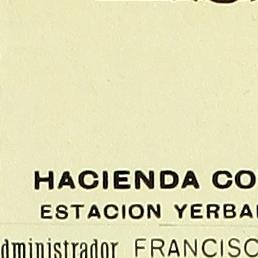 HACIENDA CO
ESTACION YERBA
dministrador FRANCISC